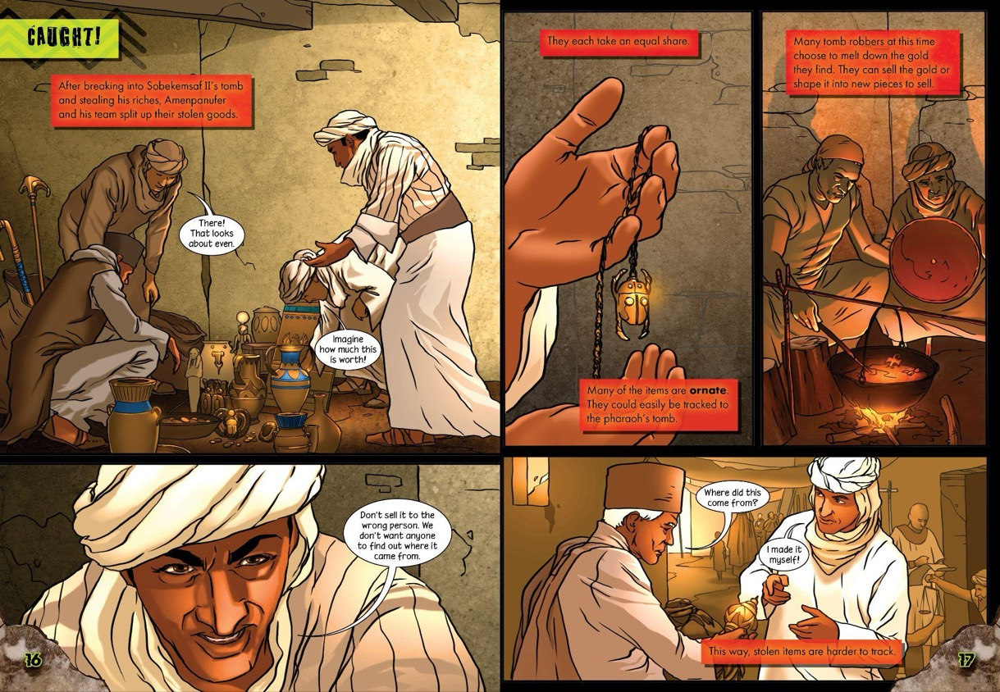 CAUGHT!
After breaking into Sobekemsaf II's tomb
and stealing his riches, Amenpanufer
and his team split up their stolen goods.
There!
That looks
about even.
Imagine
how much this
is worth!
Don't sell it to the
wrong person. We
don't want anyone
to find out where it
came from.
16
They each take an equal share.
Many of the items are ornate.
They could easily be tracked to
the pharaoh's tomb.
Many tomb robbers at this time
choose to melt down the gold
they find. They can sell the gold or
shape it into new pieces to sell.
Where did this
come from?
I made it
myself!
This way, stolen items are harder to track.
17